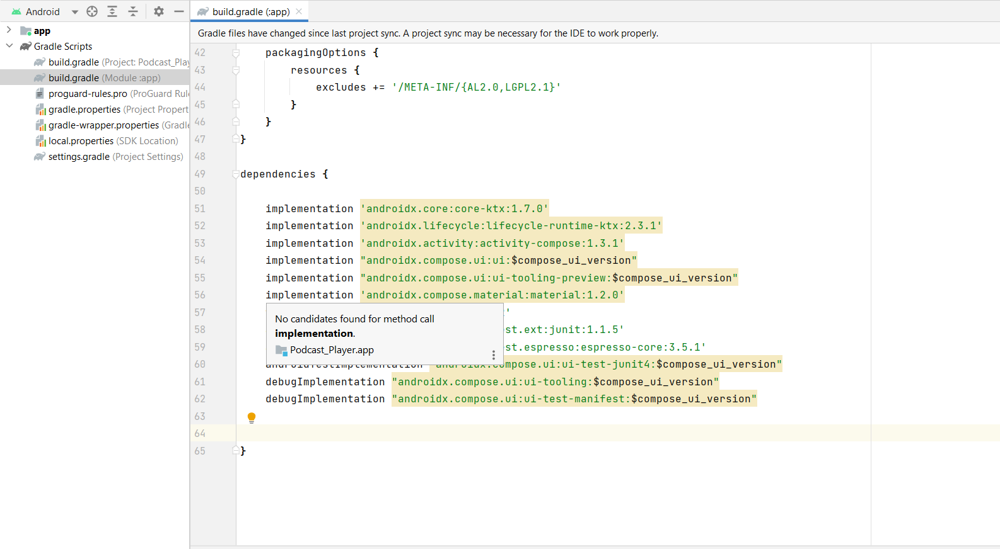 Android
build.gradle (:app)
app
Gradle Scripts
build.gradle (Project: Podcast_Play
build.gradle (Module :app)
proguard-rules.pro (ProGuard Rule
gradle.properties (Project Propert
gradle-wrapper.properties (Gradle
local.properties (SDK Location)
settings.gradle (Project Settings)
Gradle files have changed since last project sync. A project sync may be necessary for the IDE to work properly.
42 packagingOptions {
43 resources {
44 excludes += '/META-INF/{AL2.0,LGPL2.1}'
45 }
46 }
47 }
48
49 dependencies {
50
51 implementation 'androidx.core:core-ktx:1.7.0'
52 implementation 'androidx.lifecycle:lifecycle-runtime-ktx:2.3.1'
53 implementation 'androidx.activity:activity-compose:1.3.1'
54 implementation "androidx.compose.ui:ui:$compose_ui_version"
55 implementation "androidx.compose.ui:ui-tooling-preview:$compose_ui_version"
56 implementation 'androidx.compose.material:material:1.2.0'
57 '
58 st.ext:junit:1.1.5'
59 st.espresso:espresso-core:3.5.1'
60 androidTestImplementation "androidx.compose.ui:ui-test-junit4:$compose_ui_version"
61 debugImplementation "androidx.compose.ui:ui-tooling:$compose_ui_version"
62 debugImplementation "androidx.compose.ui:ui-test-manifest:$compose_ui_version"
63
64
65 }
No candidates found for method call
implementation.
Podcast_Player.app